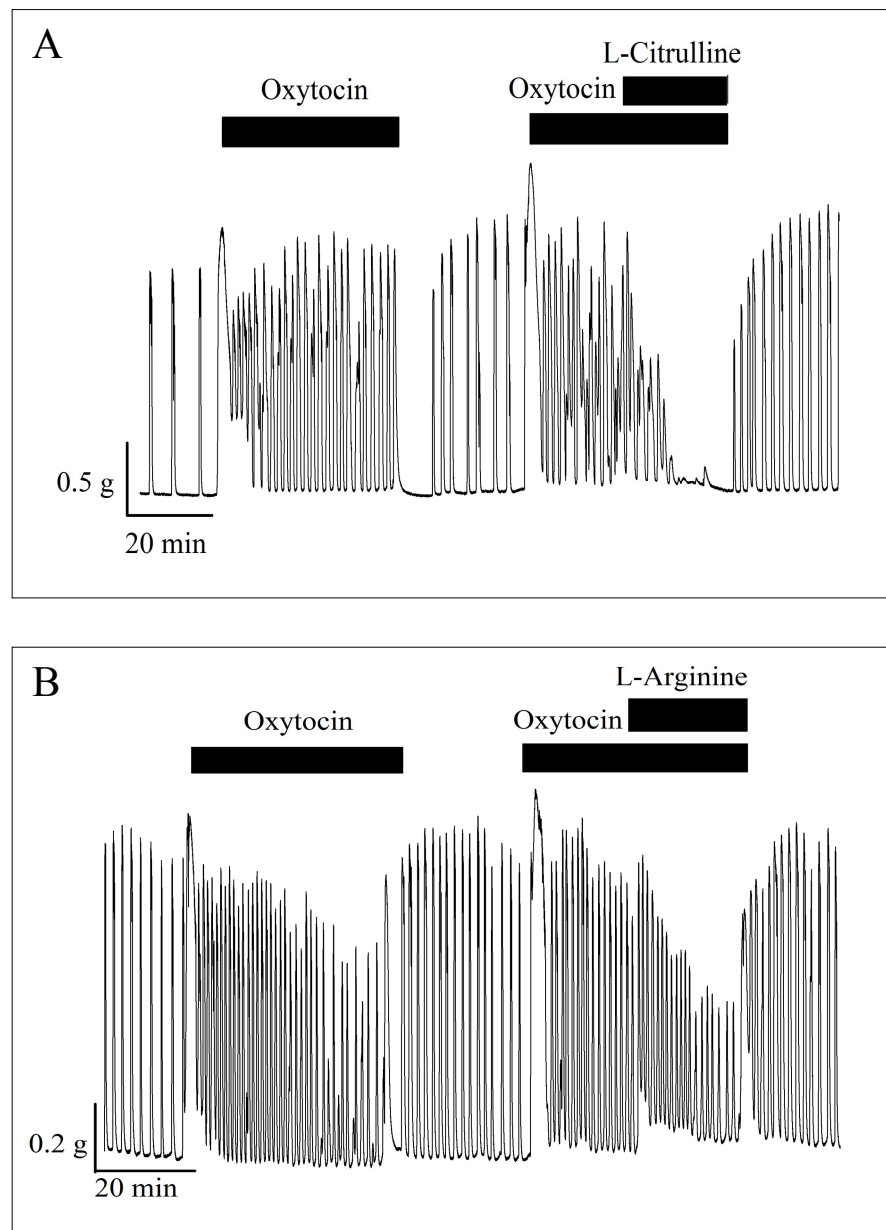 A
L-Citrulline
Oxytocin
Oxytocin
0.5 g
20 min
B
L-Arginine
Oxytocin
Oxytocin
0.2 g
20 min